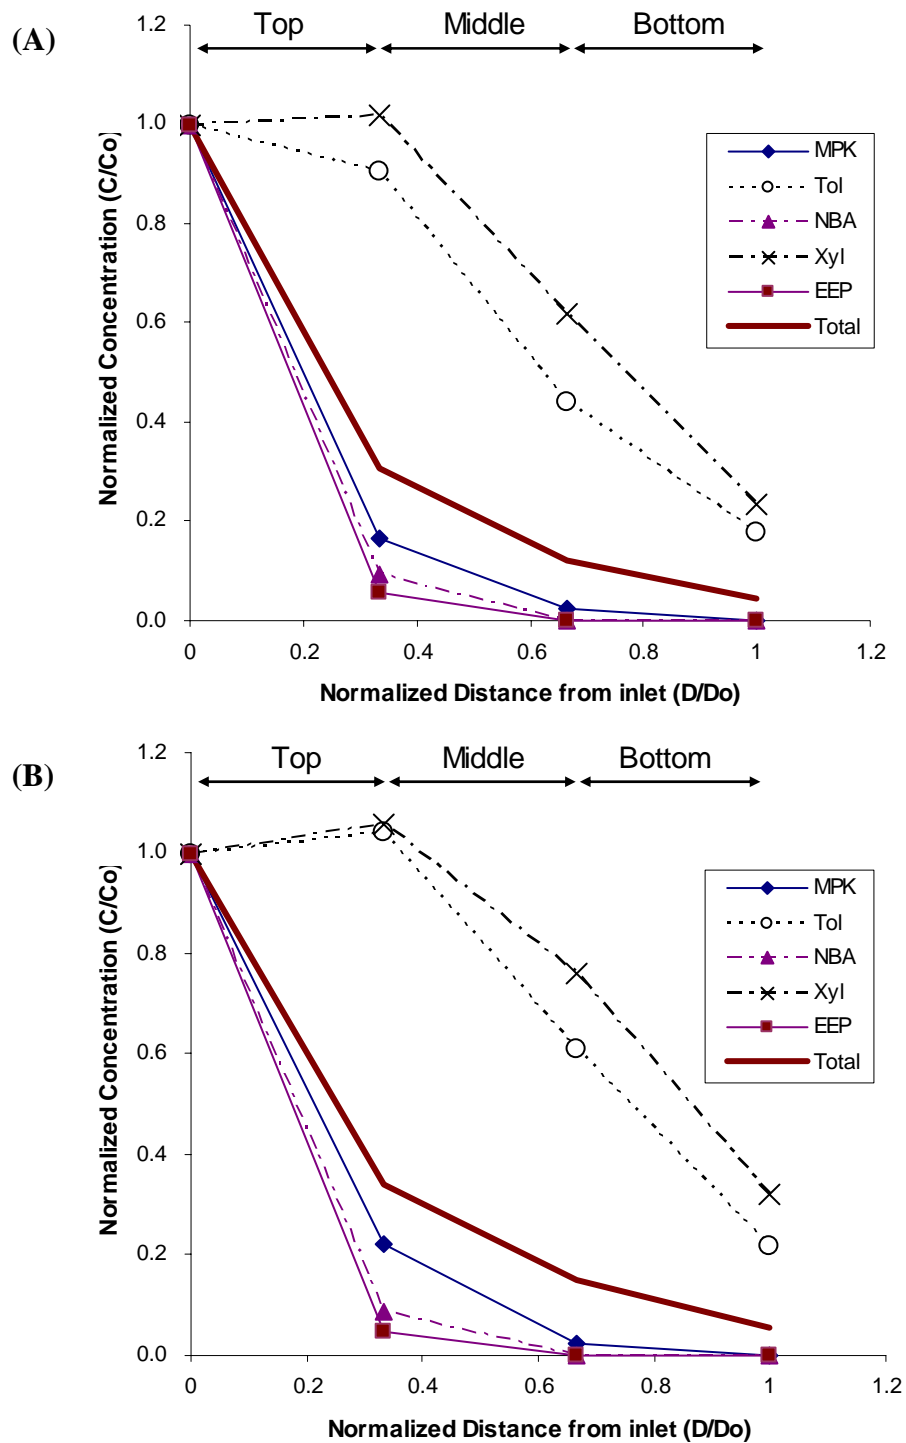 (A)
Top Middle Bottom
1.2
1.0
0.8
0.6
0.4
0.2
0.0
Normalized Concentration (C/Co)
MPK
Tol
NBA
Xyl
EEP
Total
0 0.2 0.4 0.6 0.8 1 1.2
Normalized Distance from inlet (D/Do)
(B)
Top Middle Bottom
1.2
1.0
0.8
0.6
0.4
0.2
0.0
Normalized Concentration (C/Co)
MPK
Tol
NBA
Xyl
EEP
Total
0 0.2 0.4 0.6 0.8 1 1.2
Normalized Distance from inlet (D/Do)